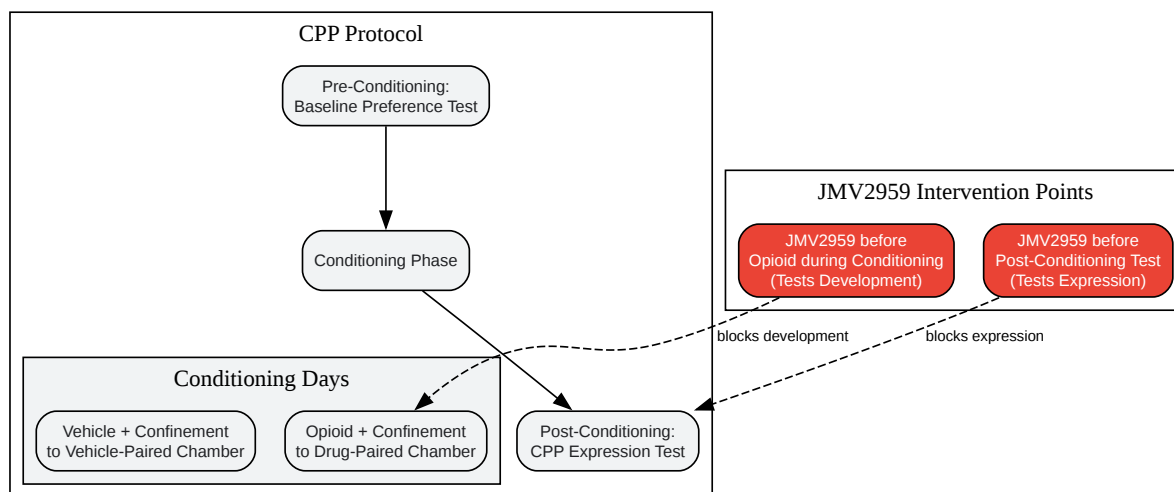 CPP Protocol
Pre-Conditioning:
Baseline Preference Test
Conditioning Phase
JMV2959 Intervention Points
JMV2959 before
Opioid during Conditioning
(Tests Development)
JMV2959 before
Post-Conditioning Test
(Tests Expression)
blocks development
blocks expression
Conditioning Days
Vehicle + Confinement
to Vehicle-Paired Chamber
Opioid + Confinement
to Drug-Paired Chamber
Post-Conditioning:
CPP Expression Test